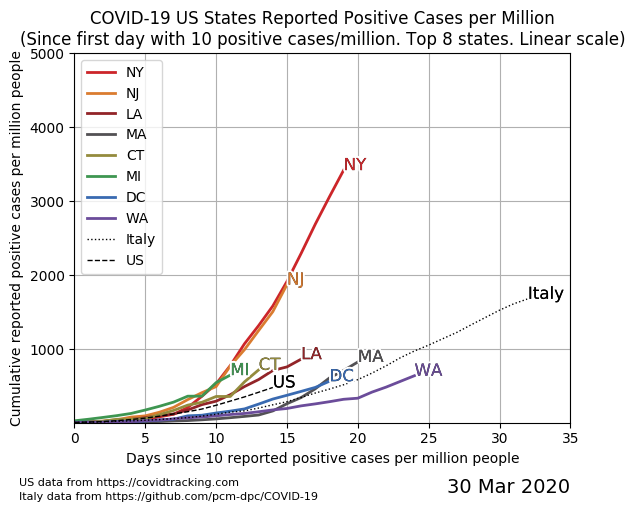 COVID-19 US States Reported Positive Cases per Million
(Since first day with 10 positive cases/million. Top 8 states. Linear scale)
Cumulative reported positive cases per million people
5000
4000
3000
2000
1000
NY
NJ
LA
MA
CT
MI
DC
WA
Italy
US
NY
NJ
Italy
LA
MA
CT
MI
DC
WA
US
0 5 10 15 20 25 30 35
Days since 10 reported positive cases per million people
US data from https://covidtracking.com
Italy data from https://github.com/pcm-dpc/COVID-19
30 Mar 2020